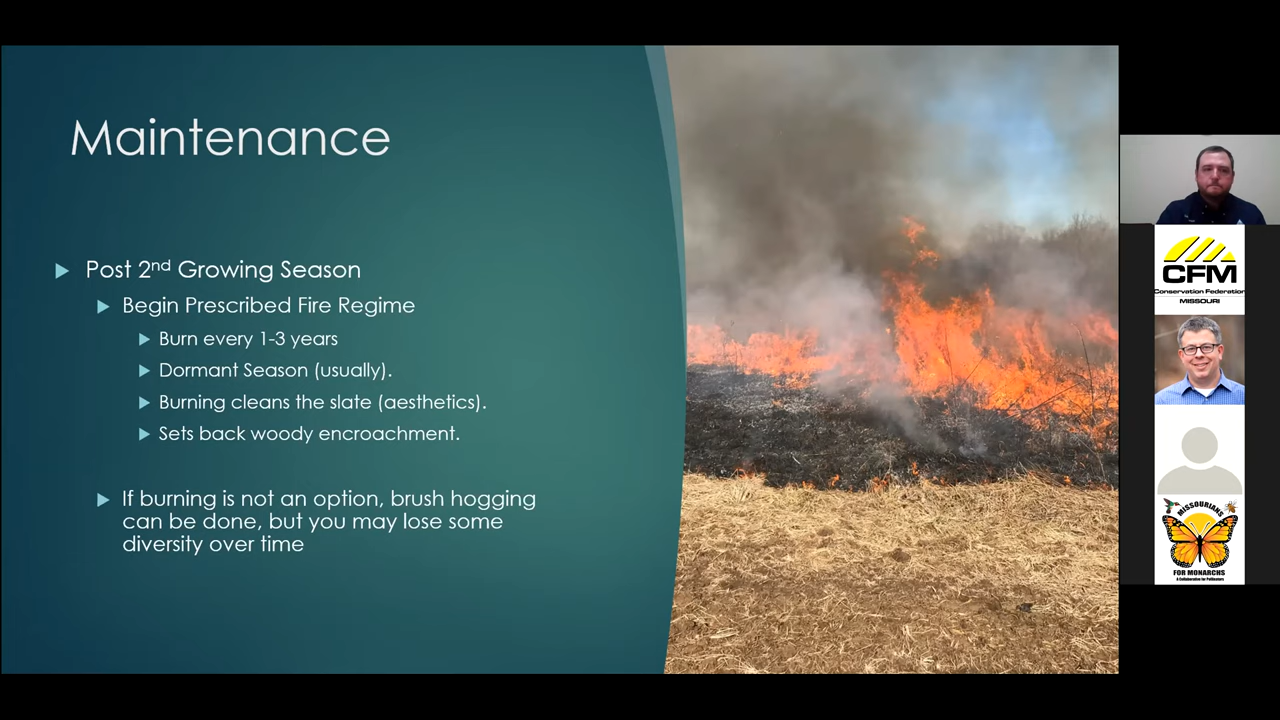 Maintenance
Post 2nd Growing Season
Begin Prescribed Fire Regime
Burn every 1-3 years
Dormant Season (usually).
Burning cleans the slate (aesthetics).
Sets back woody encroachment.
If burning is not an option, brush hogging
can be done, but you may lose some
diversity over time
CFM
Conservation Federation
MISSOURI
MISSOURIANS
FOR MONARCHS
A Collaborative for Pollinators